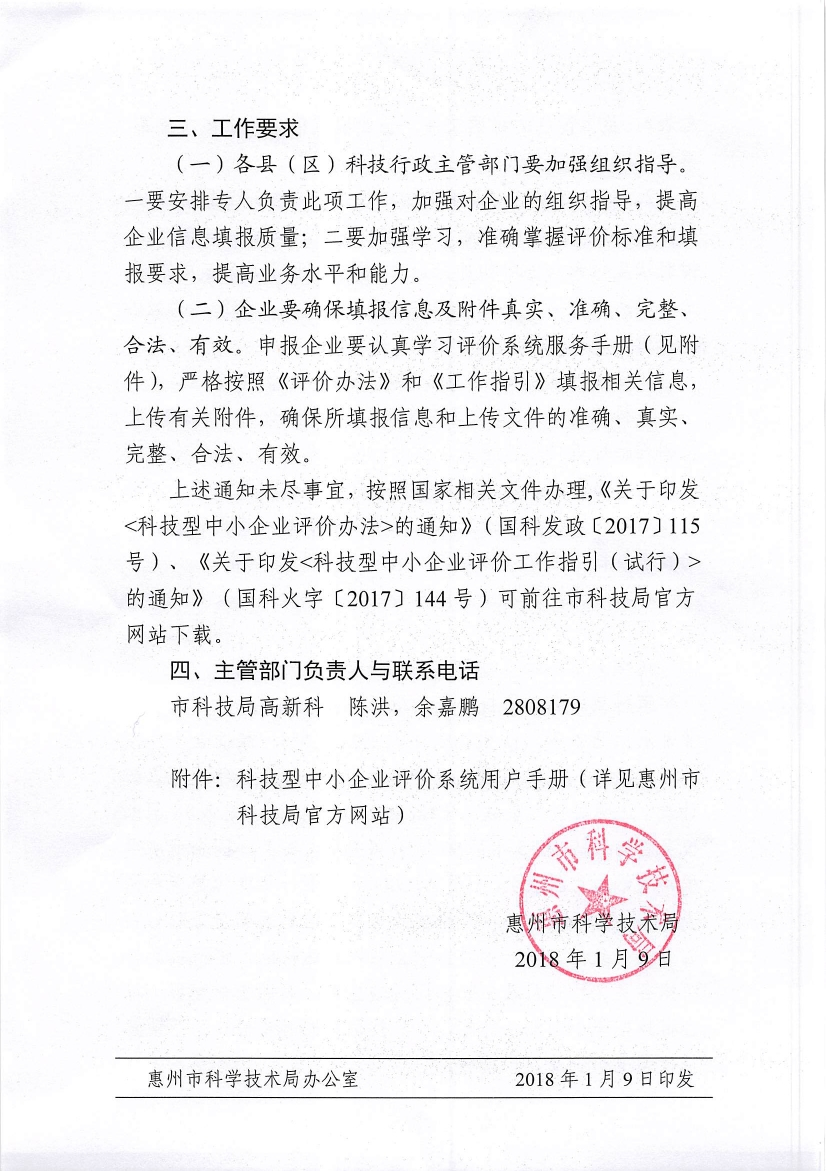 三、工作要求
（一）各县（区）科技行政主管部门要加强组织指导。
一要安排专人负责此项工作，加强对企业的组织指导，提高
企业信息填报质量；二要加强学习，准确掌握评价标准和填
报要求，提高业务水平和能力。
（二）企业要确保填报信息及附件真实、准确、完整、
合法、有效。申报企业要认真学习评价系统服务手册（见附
件），严格按照《评价办法》和《工作指引》填报相关信息，
上传有关附件，确保所填报信息和上传文件的准确、真实、
完整、合法、有效。
上述通知未尽事宜，按照国家相关文件办理，《关于印发
<科技型中小企业评价办法>的通知》（国科发政〔2017〕115
号）、《关于印发<科技型中小企业评价工作指引（试行）>
的通知》（国科火字〔2017〕144 号）可前往市科技局官方
网站下载。
四、主管部门负责人与联系电话
市科技局高新科 陈洪，余嘉鹏 2808179
附件：科技型中小企业评价系统用户手册（详见惠州市
科技局官方网站）
惠州市科学技术局
惠州市科学技术局
2018 年 1 月 9 日
惠州市科学技术局办公室 2018 年 1 月 9 日印发